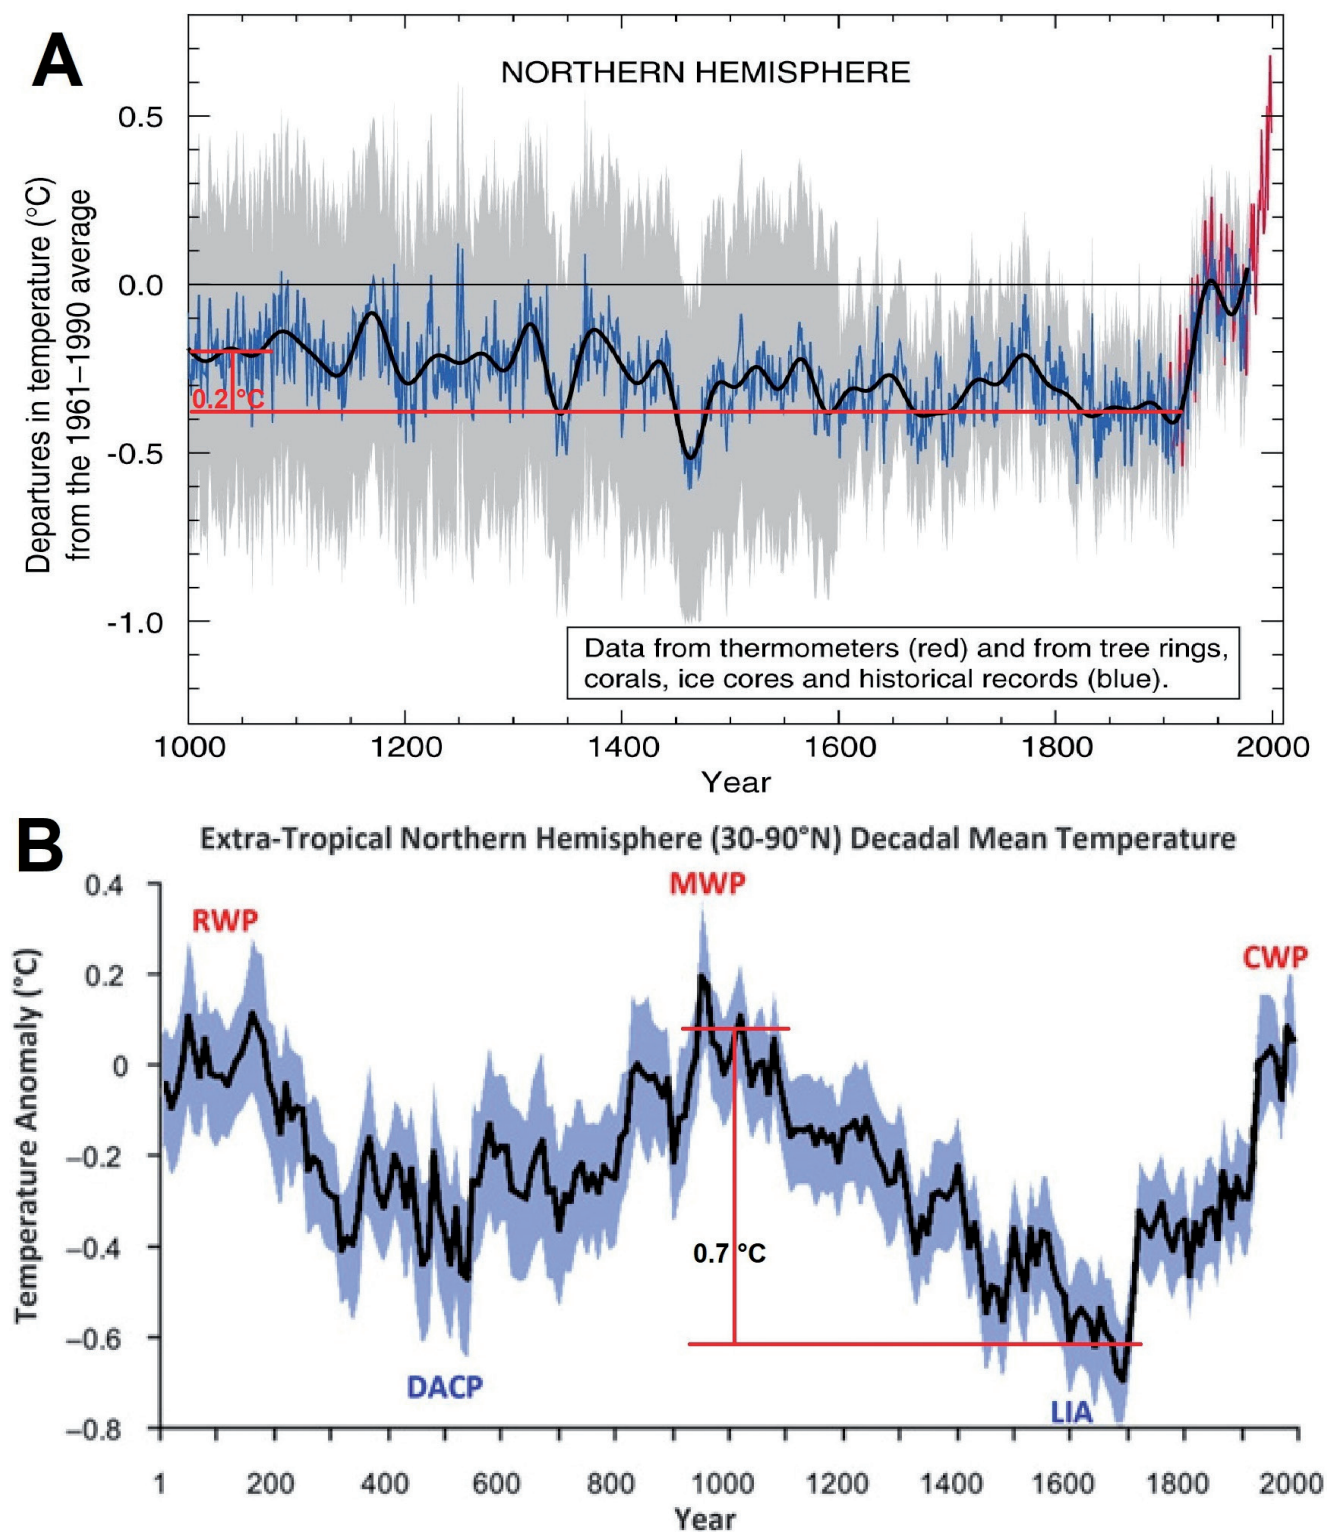 A
NORTHERN HEMISPHERE
Departures in temperature (°C)
from the 1961–1990 average
0.5
0.0
-0.5
-1.0
0.2 °C
Data from thermometers (red) and from tree rings,
corals, ice cores and historical records (blue).
1000 1200 1400 1600 1800 2000
Year
B
Extra-Tropical Northern Hemisphere (30-90°N) Decadal Mean Temperature
Temperature Anomaly (°C)
0.4
0.2
0
−0.2
−0.4
−0.6
−0.8
RWP
MWP
CWP
0.7 °C
DACP
LIA
1 200 400 600 800 1000 1200 1400 1600 1800 2000
Year